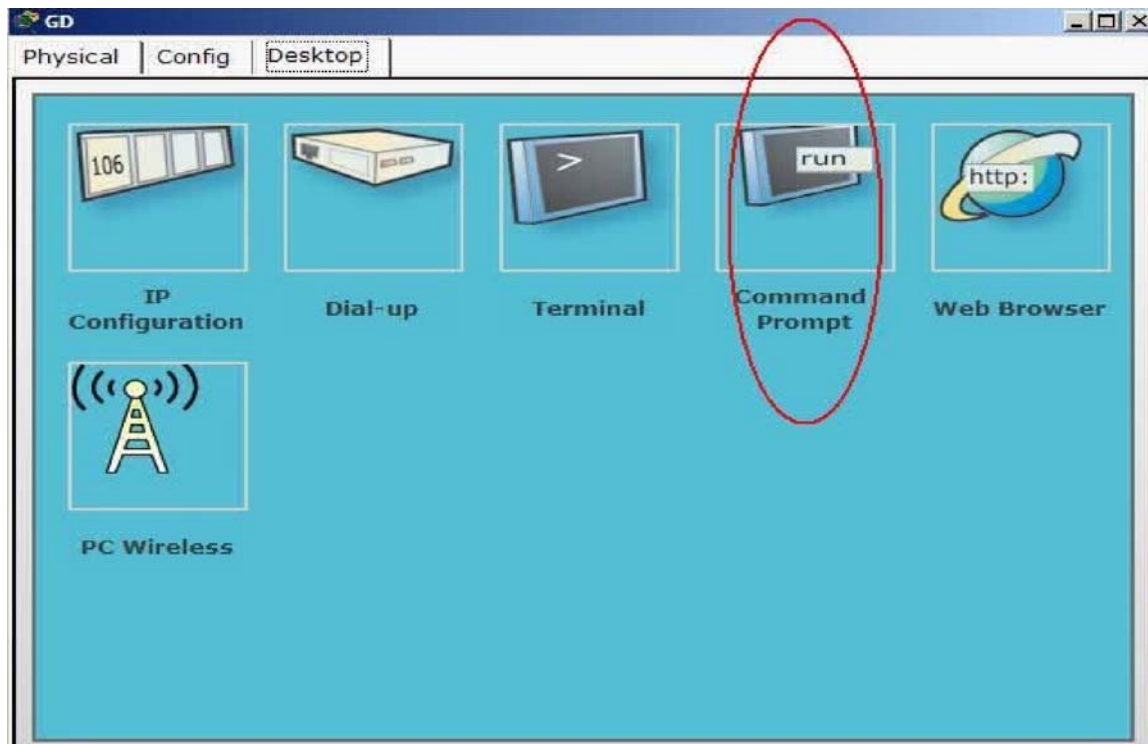 GD
Physical Config Desktop
106
>
run
http:
IP
Configuration
Dial-up
Terminal
Command
Prompt
Web Browser
PC Wireless